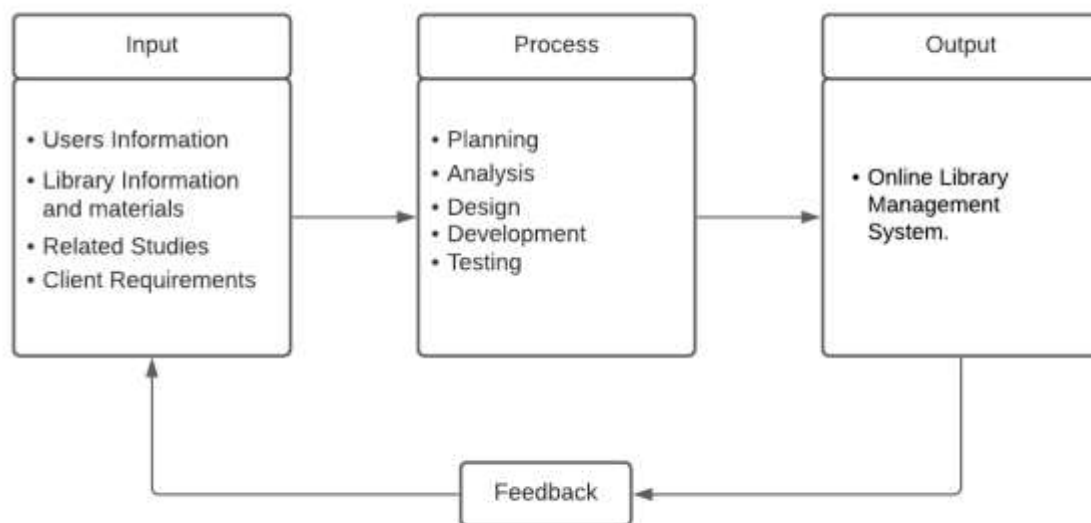 Input
• Users Information
• Library Information
and materials
• Related Studies
• Client Requirements
Process
• Planning
• Analysis
• Design
• Development
• Testing
Output
• Online Library
Management
System.
Feedback